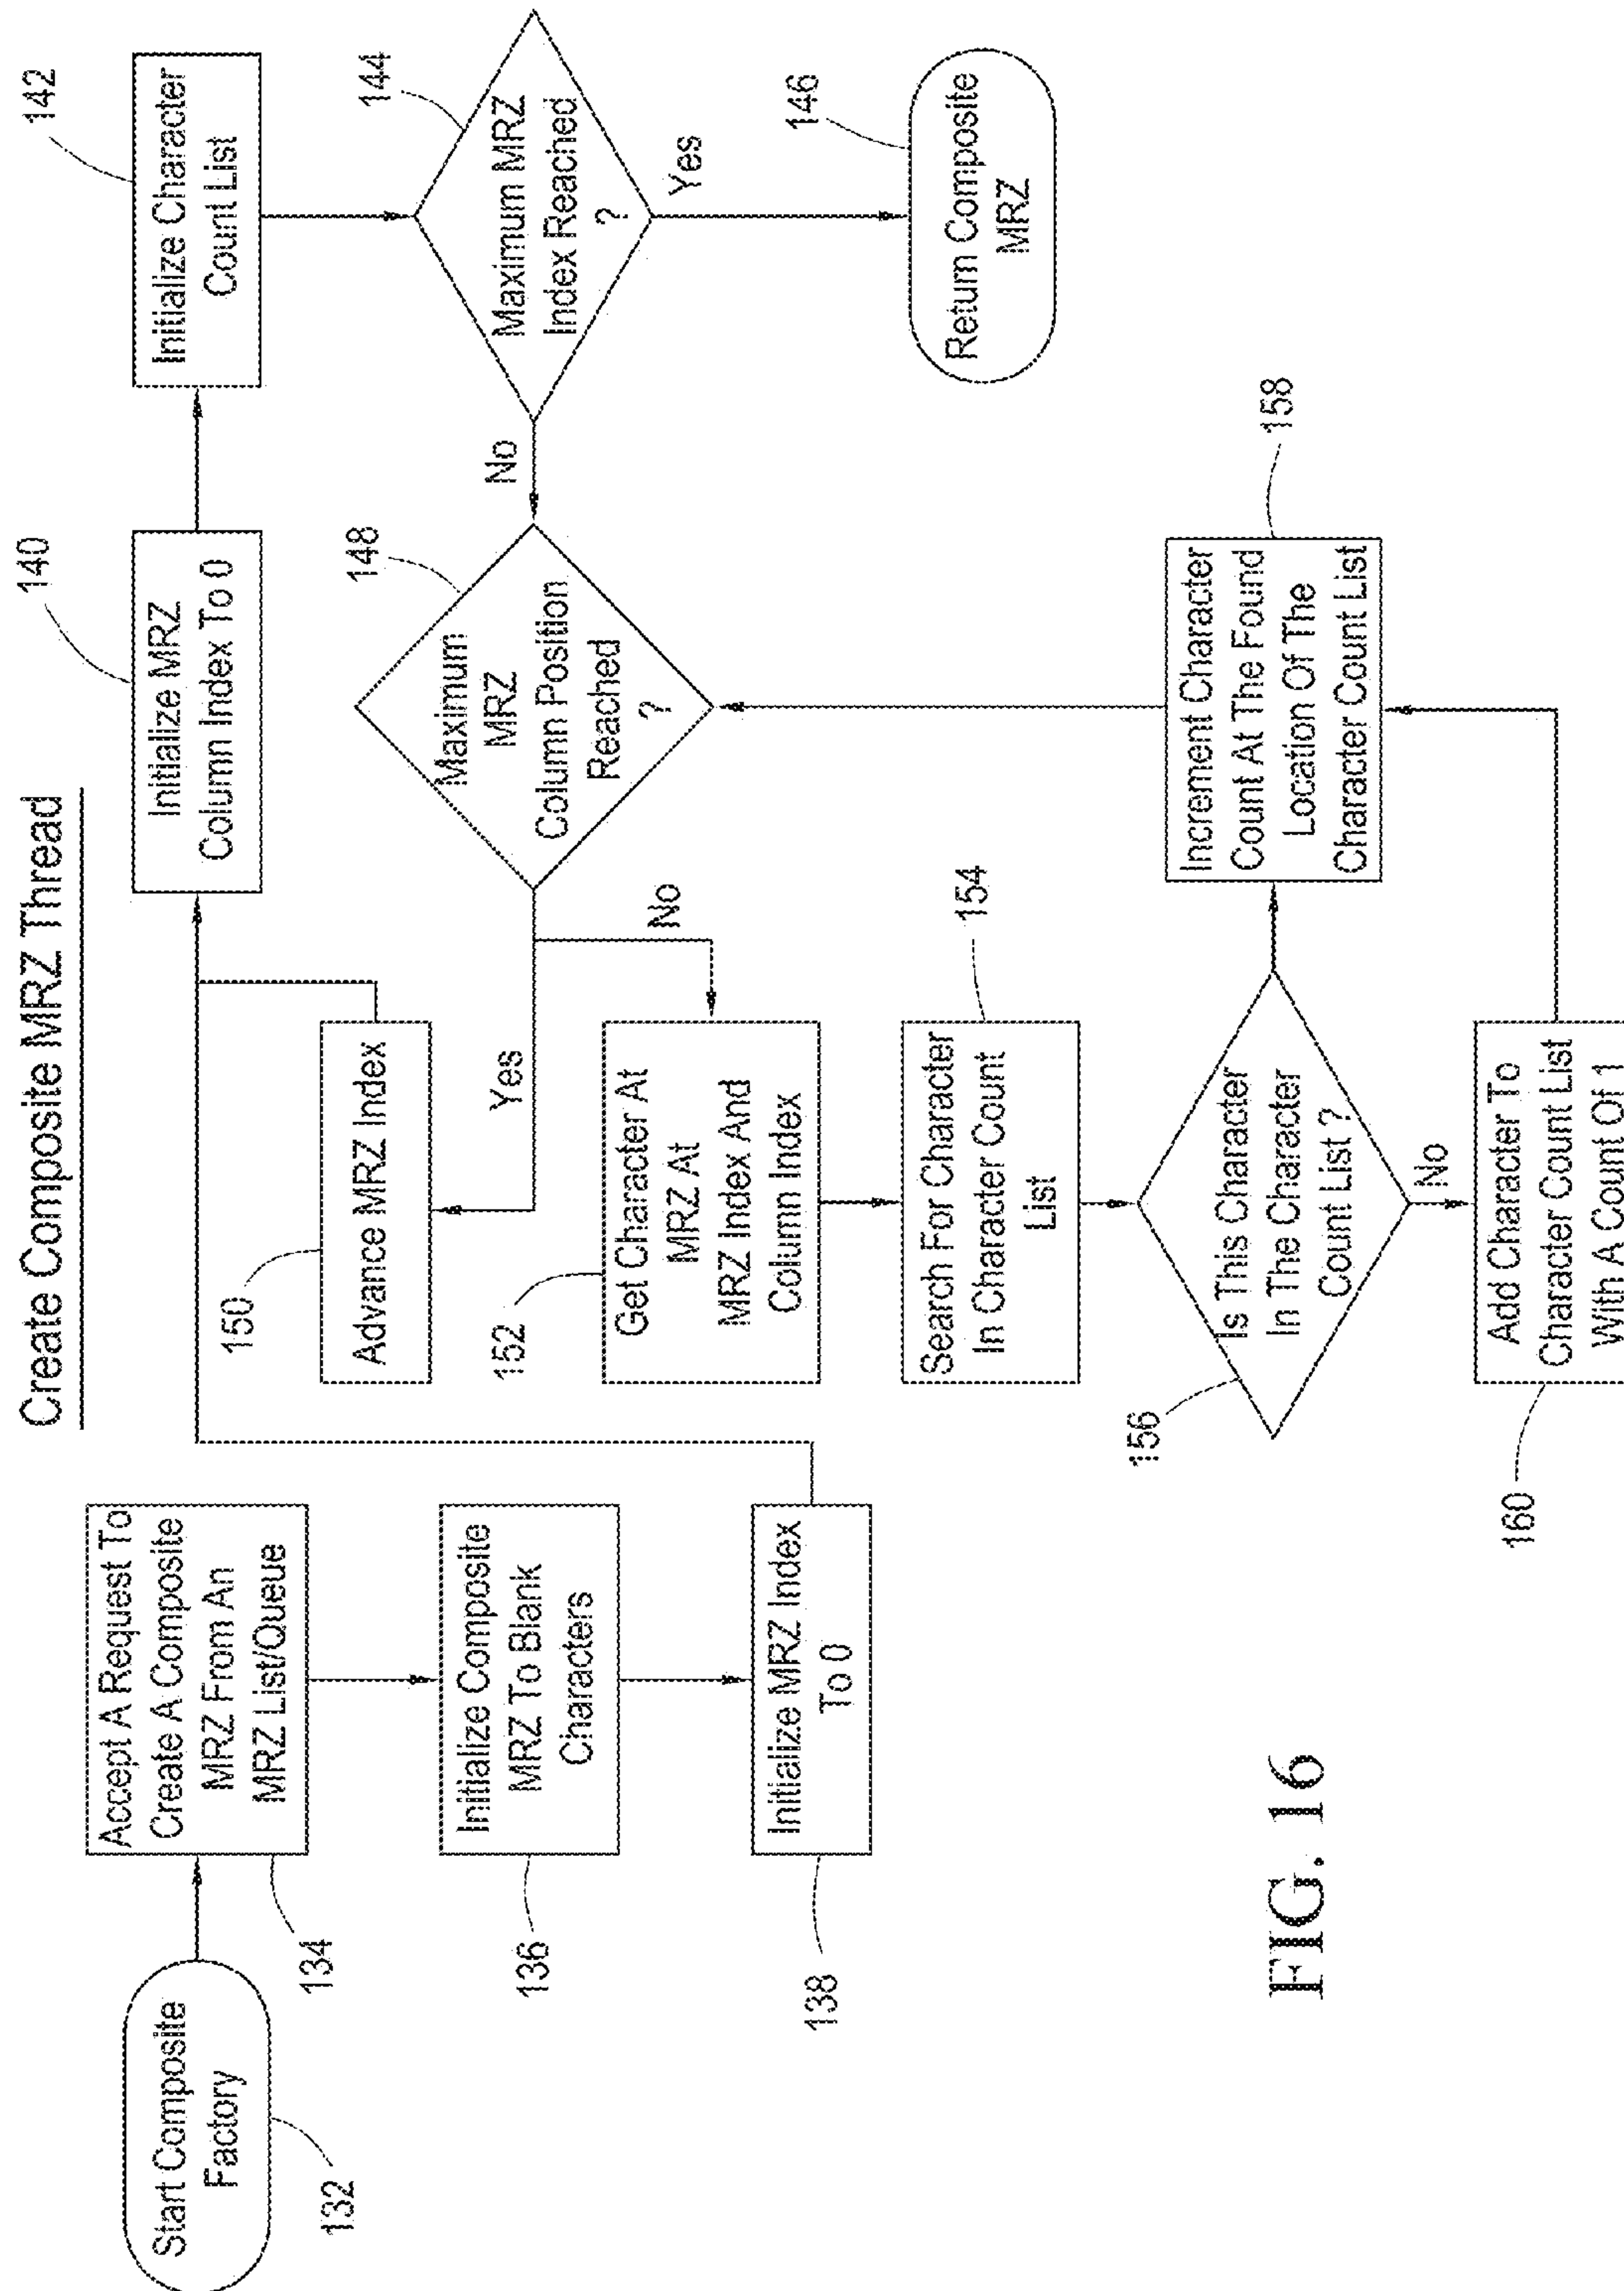 Create Composite MRZ Thread
Start Composite
Factory
132
Accept A Request To
Create A Composite
MRZ From An
MRZ List/Queue
134
Initialize Composite
MRZ To Blank
Characters
136
Initialize MRZ Index
To 0
138
Initialize MRZ
Column Index To 0
140
Initialize Character
Count List
142
Maximum MRZ
Index Reached
?
144
Yes
No
Return Composite
MRZ
146
Maximum
MRZ
Column Position
Reached
?
148
Yes
No
Advance MRZ Index
150
Get Character At
MRZ At
MRZ Index And
Column Index
152
Search For Character
In Character Count
List
154
Is This Character
In The Character
Count List ?
156
No
Increment Character
Count At The Found
Location Of The
Character Count List
158
Add Character To
Character Count List
With A Count Of 1
160
FIG. 16